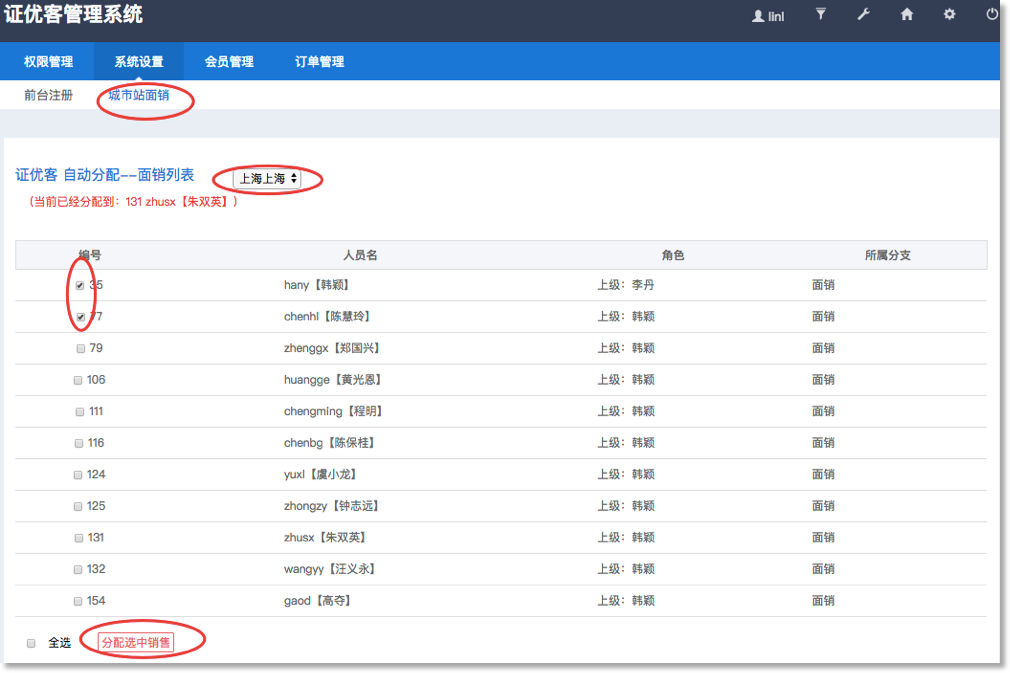 证优客管理系统
linl
权限管理 系统设置 会员管理 订单管理
前台注册 城市站面销
证优客 自动分配--面销列表 上海上海
(当前已经分配到：131 zhusx【朱双英】)
编号 人员名 角色 所属分支
35 hany【韩颖】 上级：李丹 面销
77 chenhl【陈慧玲】 上级：韩颖 面销
79 zhenggx【郑国兴】 上级：韩颖 面销
106 huangge【黄光恩】 上级：韩颖 面销
111 chengming【程明】 上级：韩颖 面销
116 chenbg【陈保桂】 上级：韩颖 面销
124 yuxl【虞小龙】 上级：韩颖 面销
125 zhongzy【钟志远】 上级：韩颖 面销
131 zhusx【朱双英】 上级：韩颖 面销
132 wangyy【汪义永】 上级：韩颖 面销
154 gaod【高夺】 上级：韩颖 面销
全选 分配选中销售